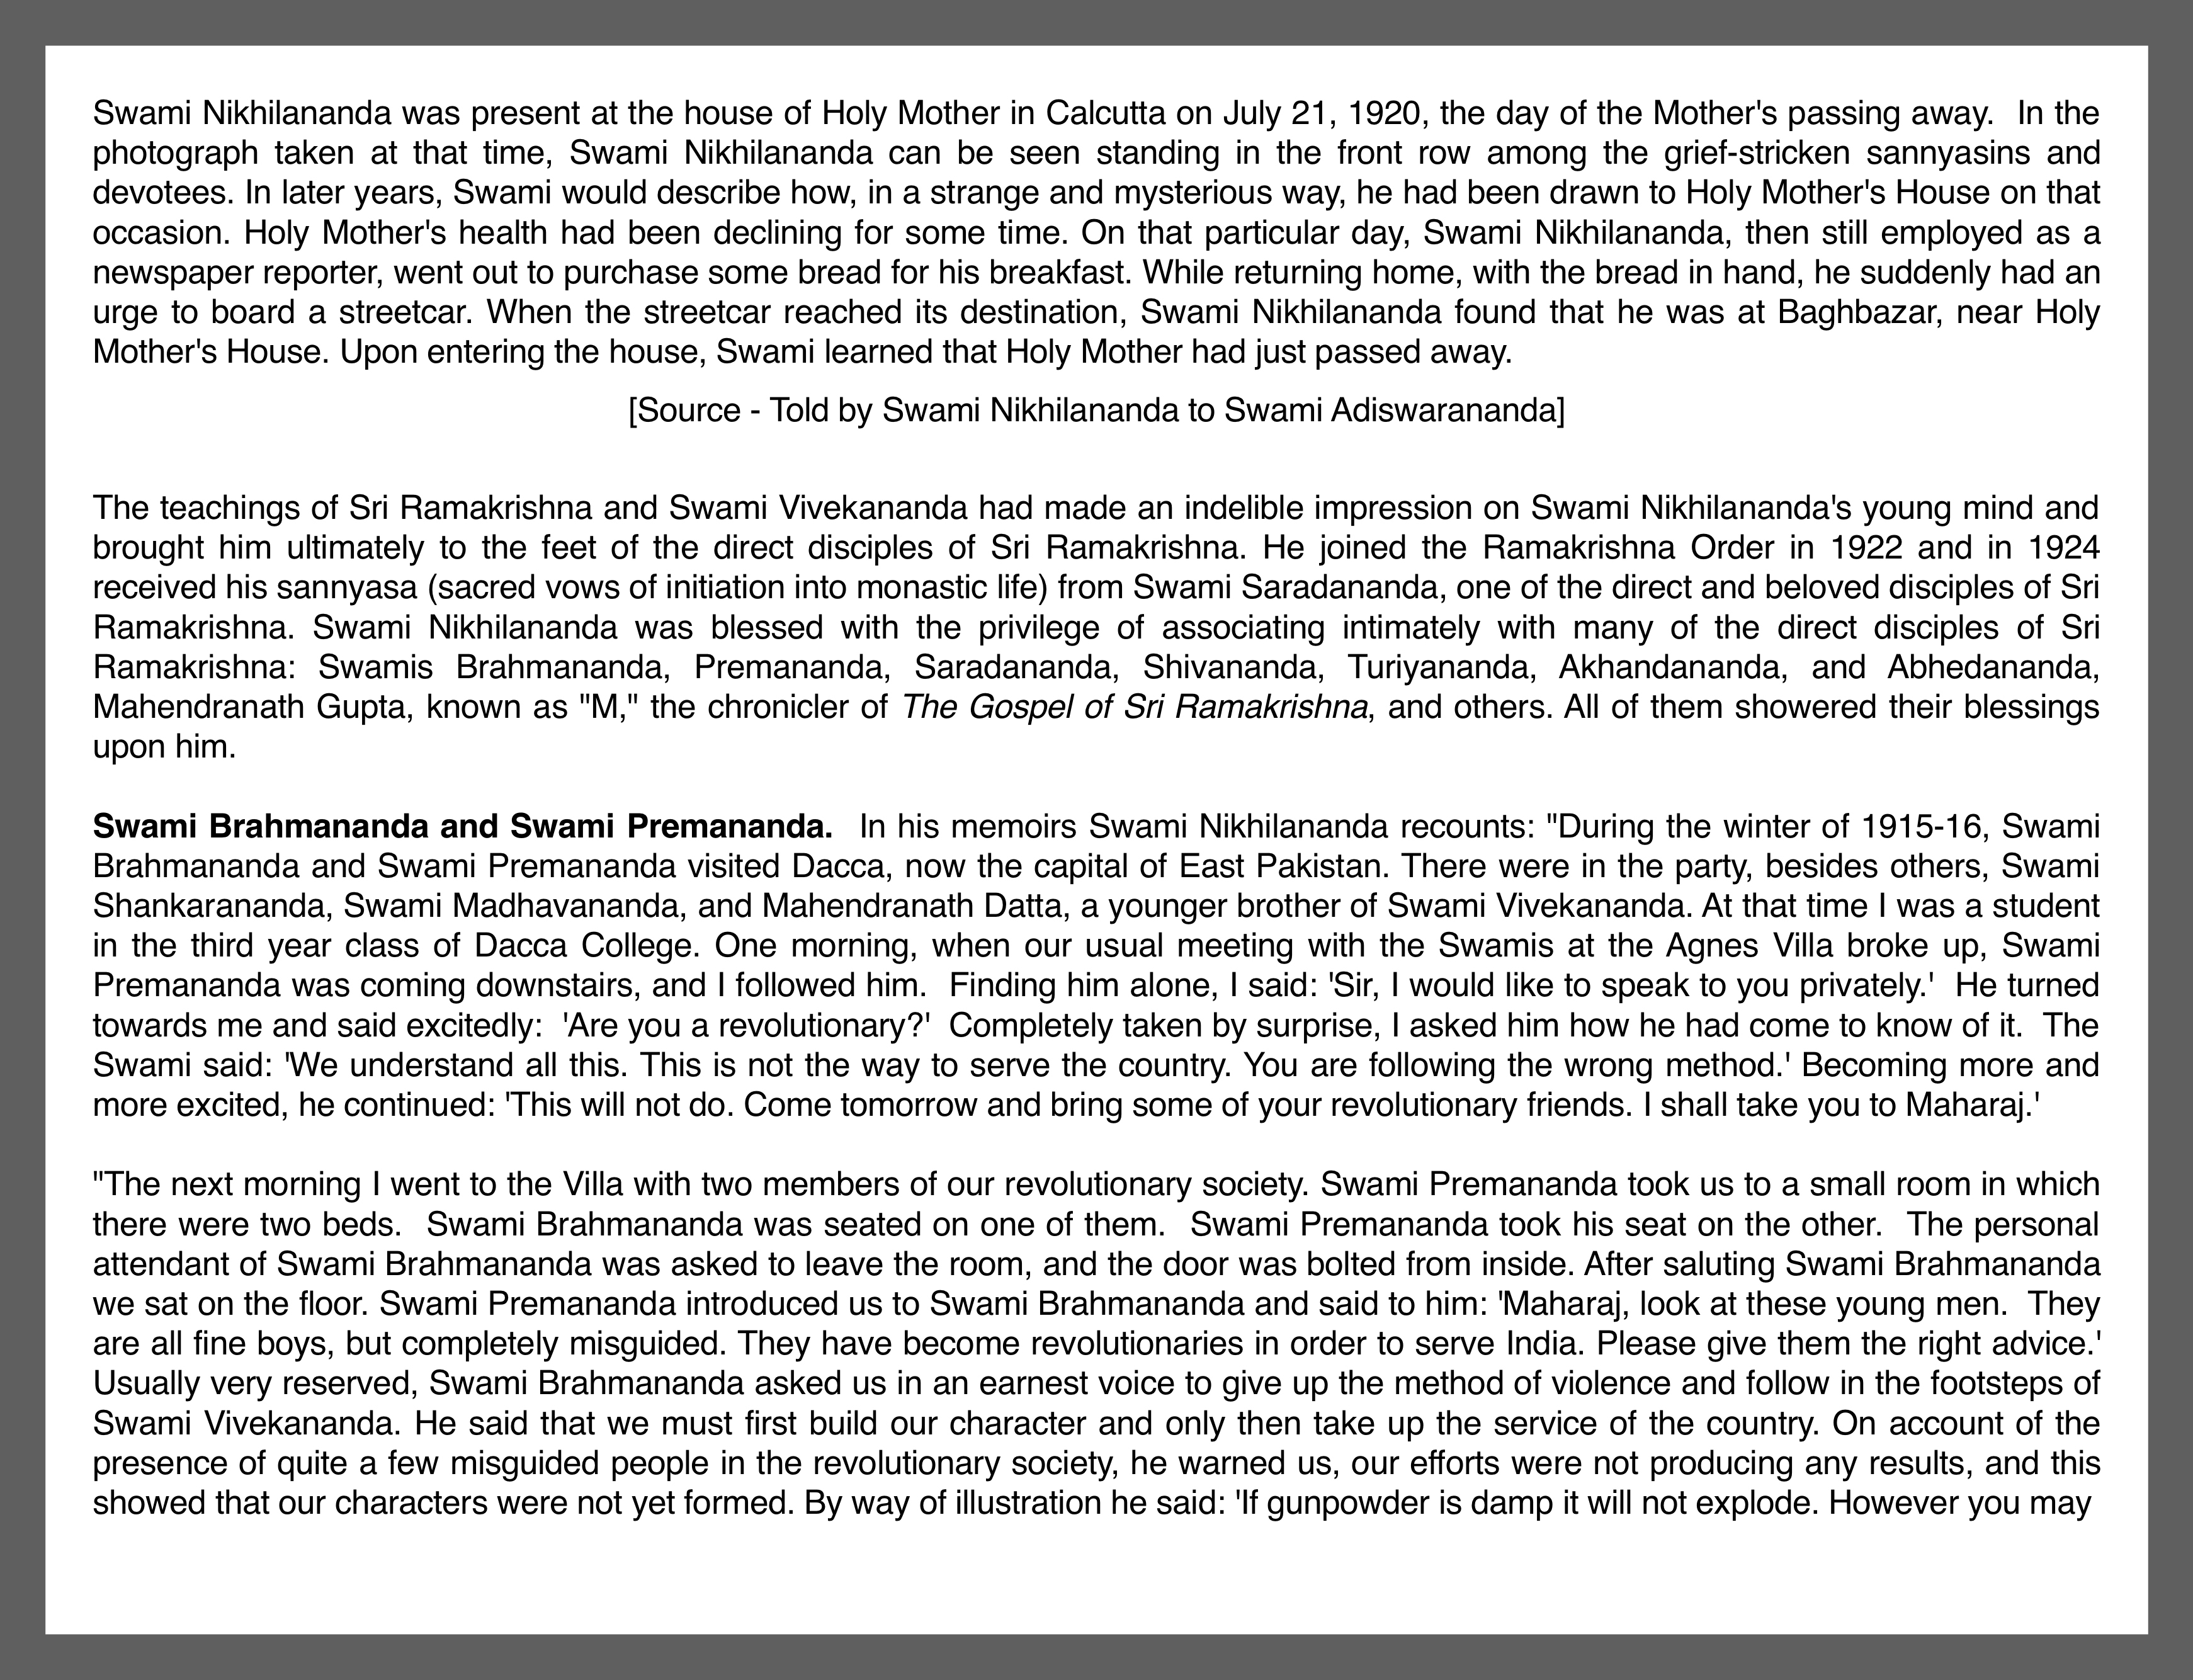 Swami Nikhilananda was present at the house of Holy Mother in Calcutta on July 21, 1920, the day of the Mother's passing away.  In the
photograph taken at that time, Swami Nikhilananda can be seen standing in the front row among the grief-stricken sannyasins and
devotees. In later years, Swami would describe how, in a strange and mysterious way, he had been drawn to Holy Mother's House on that
occasion. Holy Mother's health had been declining for some time. On that particular day, Swami Nikhilananda, then still employed as a
newspaper reporter, went out to purchase some bread for his breakfast. While returning home, with the bread in hand, he suddenly had an
urge to board a streetcar. When the streetcar reached its destination, Swami Nikhilananda found that he was at Baghbazar, near Holy
Mother's House. Upon entering the house, Swami learned that Holy Mother had just passed away.
[Source - Told by Swami Nikhilananda to Swami Adiswarananda]
The teachings of Sri Ramakrishna and Swami Vivekananda had made an indelible impression on Swami Nikhilananda's young mind and
brought him ultimately to the feet of the direct disciples of Sri Ramakrishna. He joined the Ramakrishna Order in 1922 and in 1924
received his sannyasa (sacred vows of initiation into monastic life) from Swami Saradananda, one of the direct and beloved disciples of Sri
Ramakrishna. Swami Nikhilananda was blessed with the privilege of associating intimately with many of the direct disciples of Sri
Ramakrishna: Swamis Brahmananda, Premananda, Saradananda, Shivananda, Turiyananda, Akhandananda, and Abhedananda,
Mahendranath Gupta, known as "M," the chronicler of The Gospel of Sri Ramakrishna, and others. All of them showered their blessings
upon him.
Swami Brahmananda and Swami Premananda.  In his memoirs Swami Nikhilananda recounts: "During the winter of 1915-16, Swami
Brahmananda and Swami Premananda visited Dacca, now the capital of East Pakistan. There were in the party, besides others, Swami
Shankarananda, Swami Madhavananda, and Mahendranath Datta, a younger brother of Swami Vivekananda. At that time I was a student
in the third year class of Dacca College. One morning, when our usual meeting with the Swamis at the Agnes Villa broke up, Swami
Premananda was coming downstairs, and I followed him.  Finding him alone, I said: 'Sir, I would like to speak to you privately.'  He turned
towards me and said excitedly:  'Are you a revolutionary?'  Completely taken by surprise, I asked him how he had come to know of it.  The
Swami said: 'We understand all this. This is not the way to serve the country. You are following the wrong method.' Becoming more and
more excited, he continued: 'This will not do. Come tomorrow and bring some of your revolutionary friends. I shall take you to Maharaj.'
"The next morning I went to the Villa with two members of our revolutionary society. Swami Premananda took us to a small room in which
there were two beds.  Swami Brahmananda was seated on one of them.  Swami Premananda took his seat on the other.  The personal
attendant of Swami Brahmananda was asked to leave the room, and the door was bolted from inside. After saluting Swami Brahmananda
we sat on the floor. Swami Premananda introduced us to Swami Brahmananda and said to him: 'Maharaj, look at these young men.  They
are all fine boys, but completely misguided. They have become revolutionaries in order to serve India. Please give them the right advice.'
Usually very reserved, Swami Brahmananda asked us in an earnest voice to give up the method of violence and follow in the footsteps of
Swami Vivekananda. He said that we must first build our character and only then take up the service of the country. On account of the
presence of quite a few misguided people in the revolutionary society, he warned us, our efforts were not producing any results, and this
showed that our characters were not yet formed. By way of illustration he said: 'If gunpowder is damp it will not explode. However you may